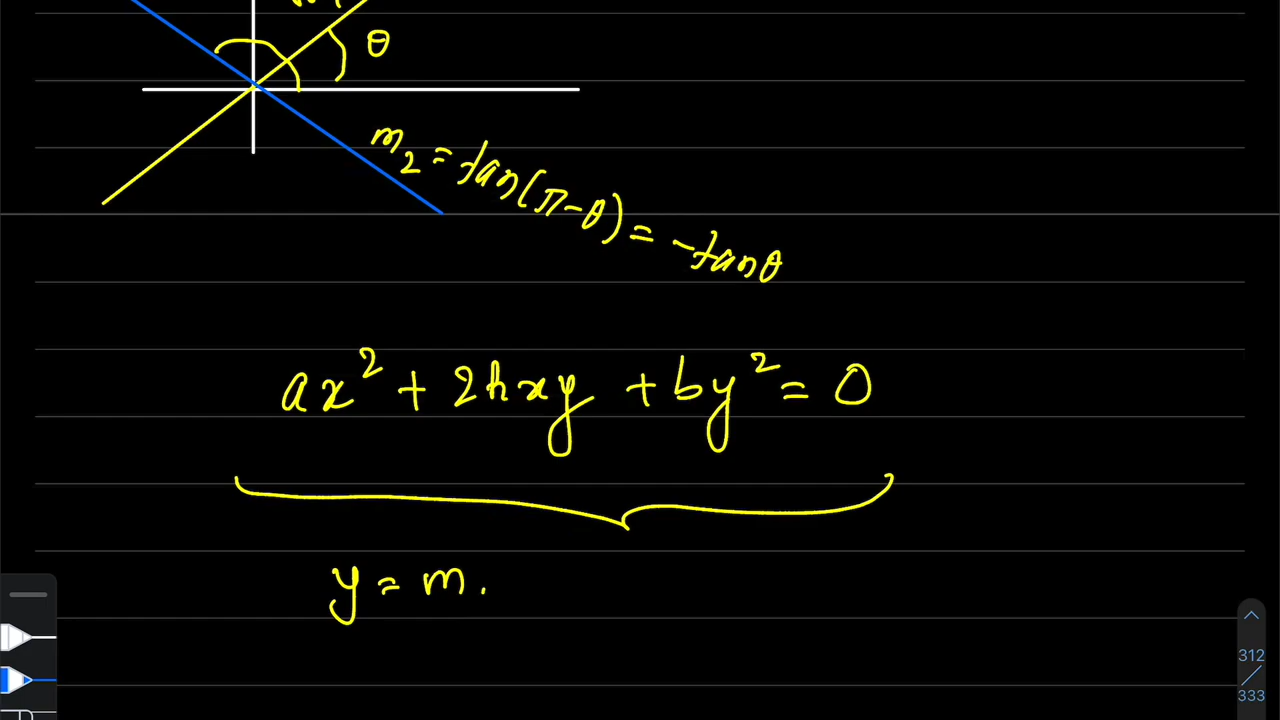 θ
m₂ = tan(π-θ) = -tanθ
ax² + 2hxy + by² = 0
y = m.
312
333